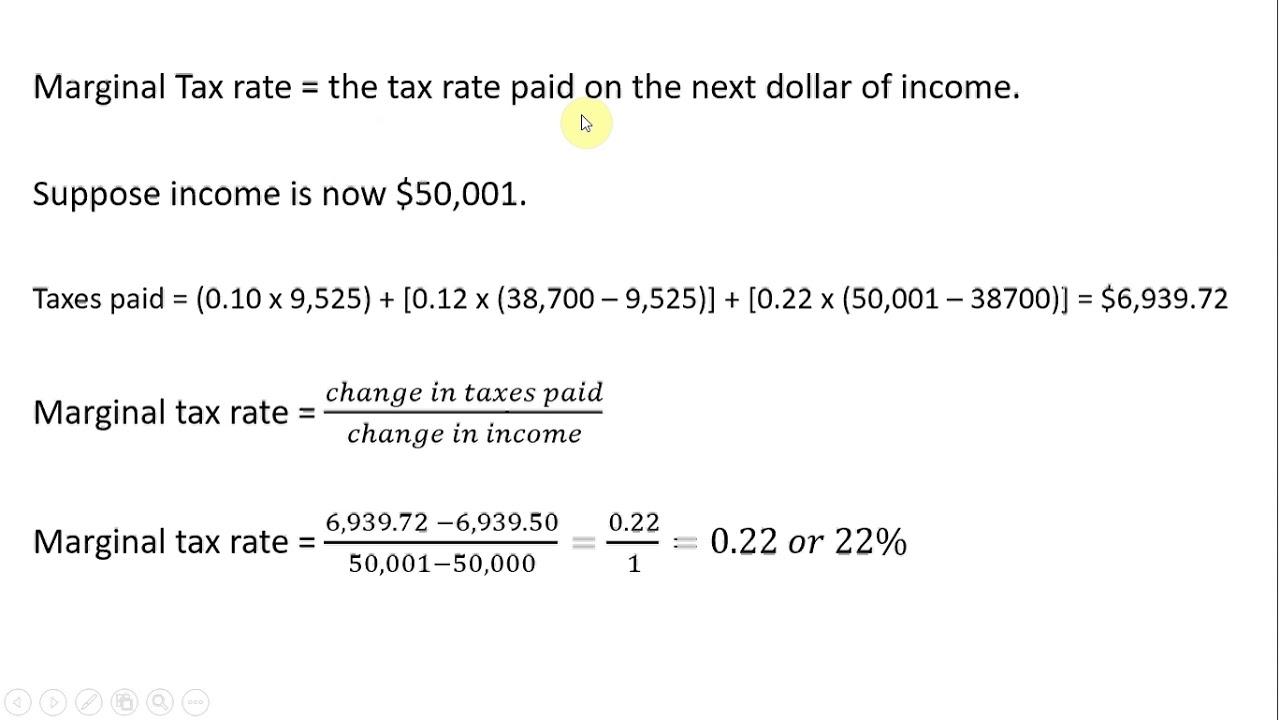 Marginal Tax rate = the tax rate paid on the next dollar of income.
Suppose income is now $50,001.
Taxes paid = (0.10 x 9,525) + [0.12 x (38,700 – 9,525)] + [0.22 x (50,001 – 38700)] = $6,939.72
Marginal tax rate = change in taxes paid / change in income
Marginal tax rate = 6,939.72 −6,939.50 / 50,001−50,000 = 0.22 / 1 = 0.22 or 22%